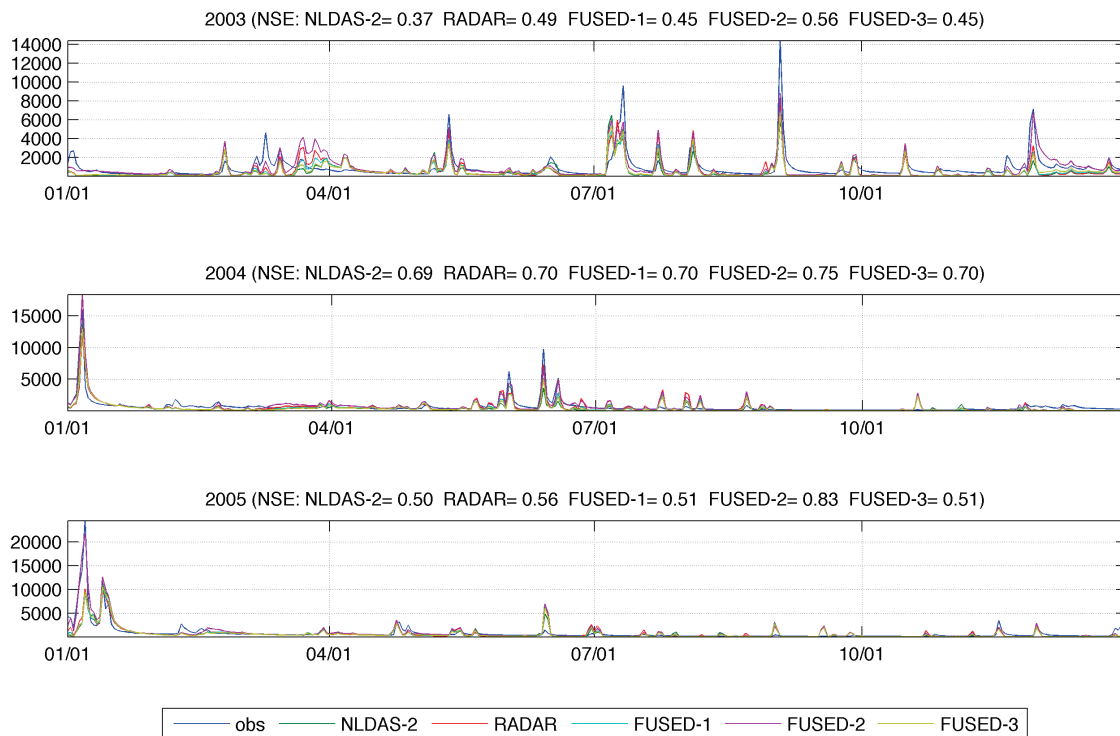 2003 (NSE: NLDAS-2= 0.37 RADAR= 0.49 FUSED-1= 0.45 FUSED-2= 0.56 FUSED-3= 0.45)
14000
12000
10000
8000
6000
4000
2000
01/01 04/01 07/01 10/01
2004 (NSE: NLDAS-2= 0.69 RADAR= 0.70 FUSED-1= 0.70 FUSED-2= 0.75 FUSED-3= 0.70)
15000
10000
5000
01/01 04/01 07/01 10/01
2005 (NSE: NLDAS-2= 0.50 RADAR= 0.56 FUSED-1= 0.51 FUSED-2= 0.83 FUSED-3= 0.51)
20000
15000
10000
5000
01/01 04/01 07/01 10/01
obs NLDAS-2 RADAR FUSED-1 FUSED-2 FUSED-3